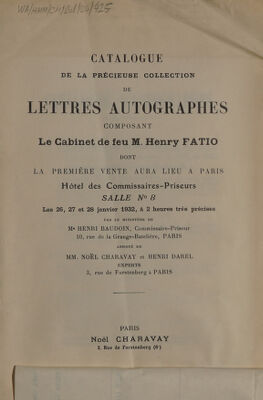 CATALOGUE
DE LA PRÉCIEUSE COLLECTION
DE
LETTRES AUTOGRAPHES
COMPOSANT
Le Cabinet de feu M. Henry FATIO
DONT
LA PREMIÈRE VENTE AURA LIEU A PARIS
Hôtel des Commissaires-Priseurs
SALLE No 8
Les 26, 27 et 28 janvier 1932, à 2 heures très précises
PAR LE MINISTÈRE DE
Me HENRI BAUDOIN, Commissaire-Priseur
10, rue de la Grange-Batelière, PARIS
ASSISTÉ DE
MM. NOËL CHARAVAY et HENRI DAREL
EXPERTS
3, rue de Furstenberg à PARIS
PARIS
Noël CHARAVAY
3, Rue de Furstenberg (6e)